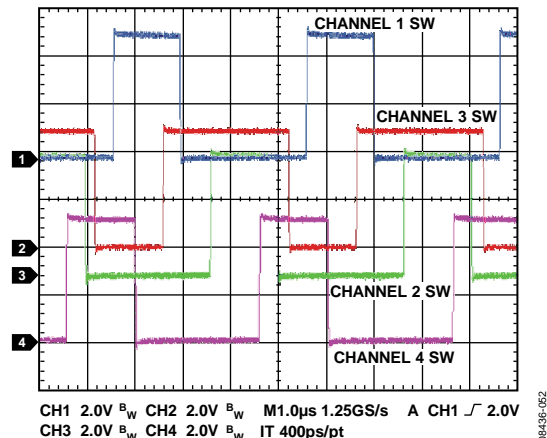 CHANNEL 1 SW
CHANNEL 3 SW
1
2
3
CHANNEL 2 SW
4
CHANNEL 4 SW
CH1 2.0V BW CH2 2.0V BW M1.0µs 1.25GS/s A CH1 2.0V
CH3 2.0V BW CH4 2.0V BW IT 400ps/pt
08436-052